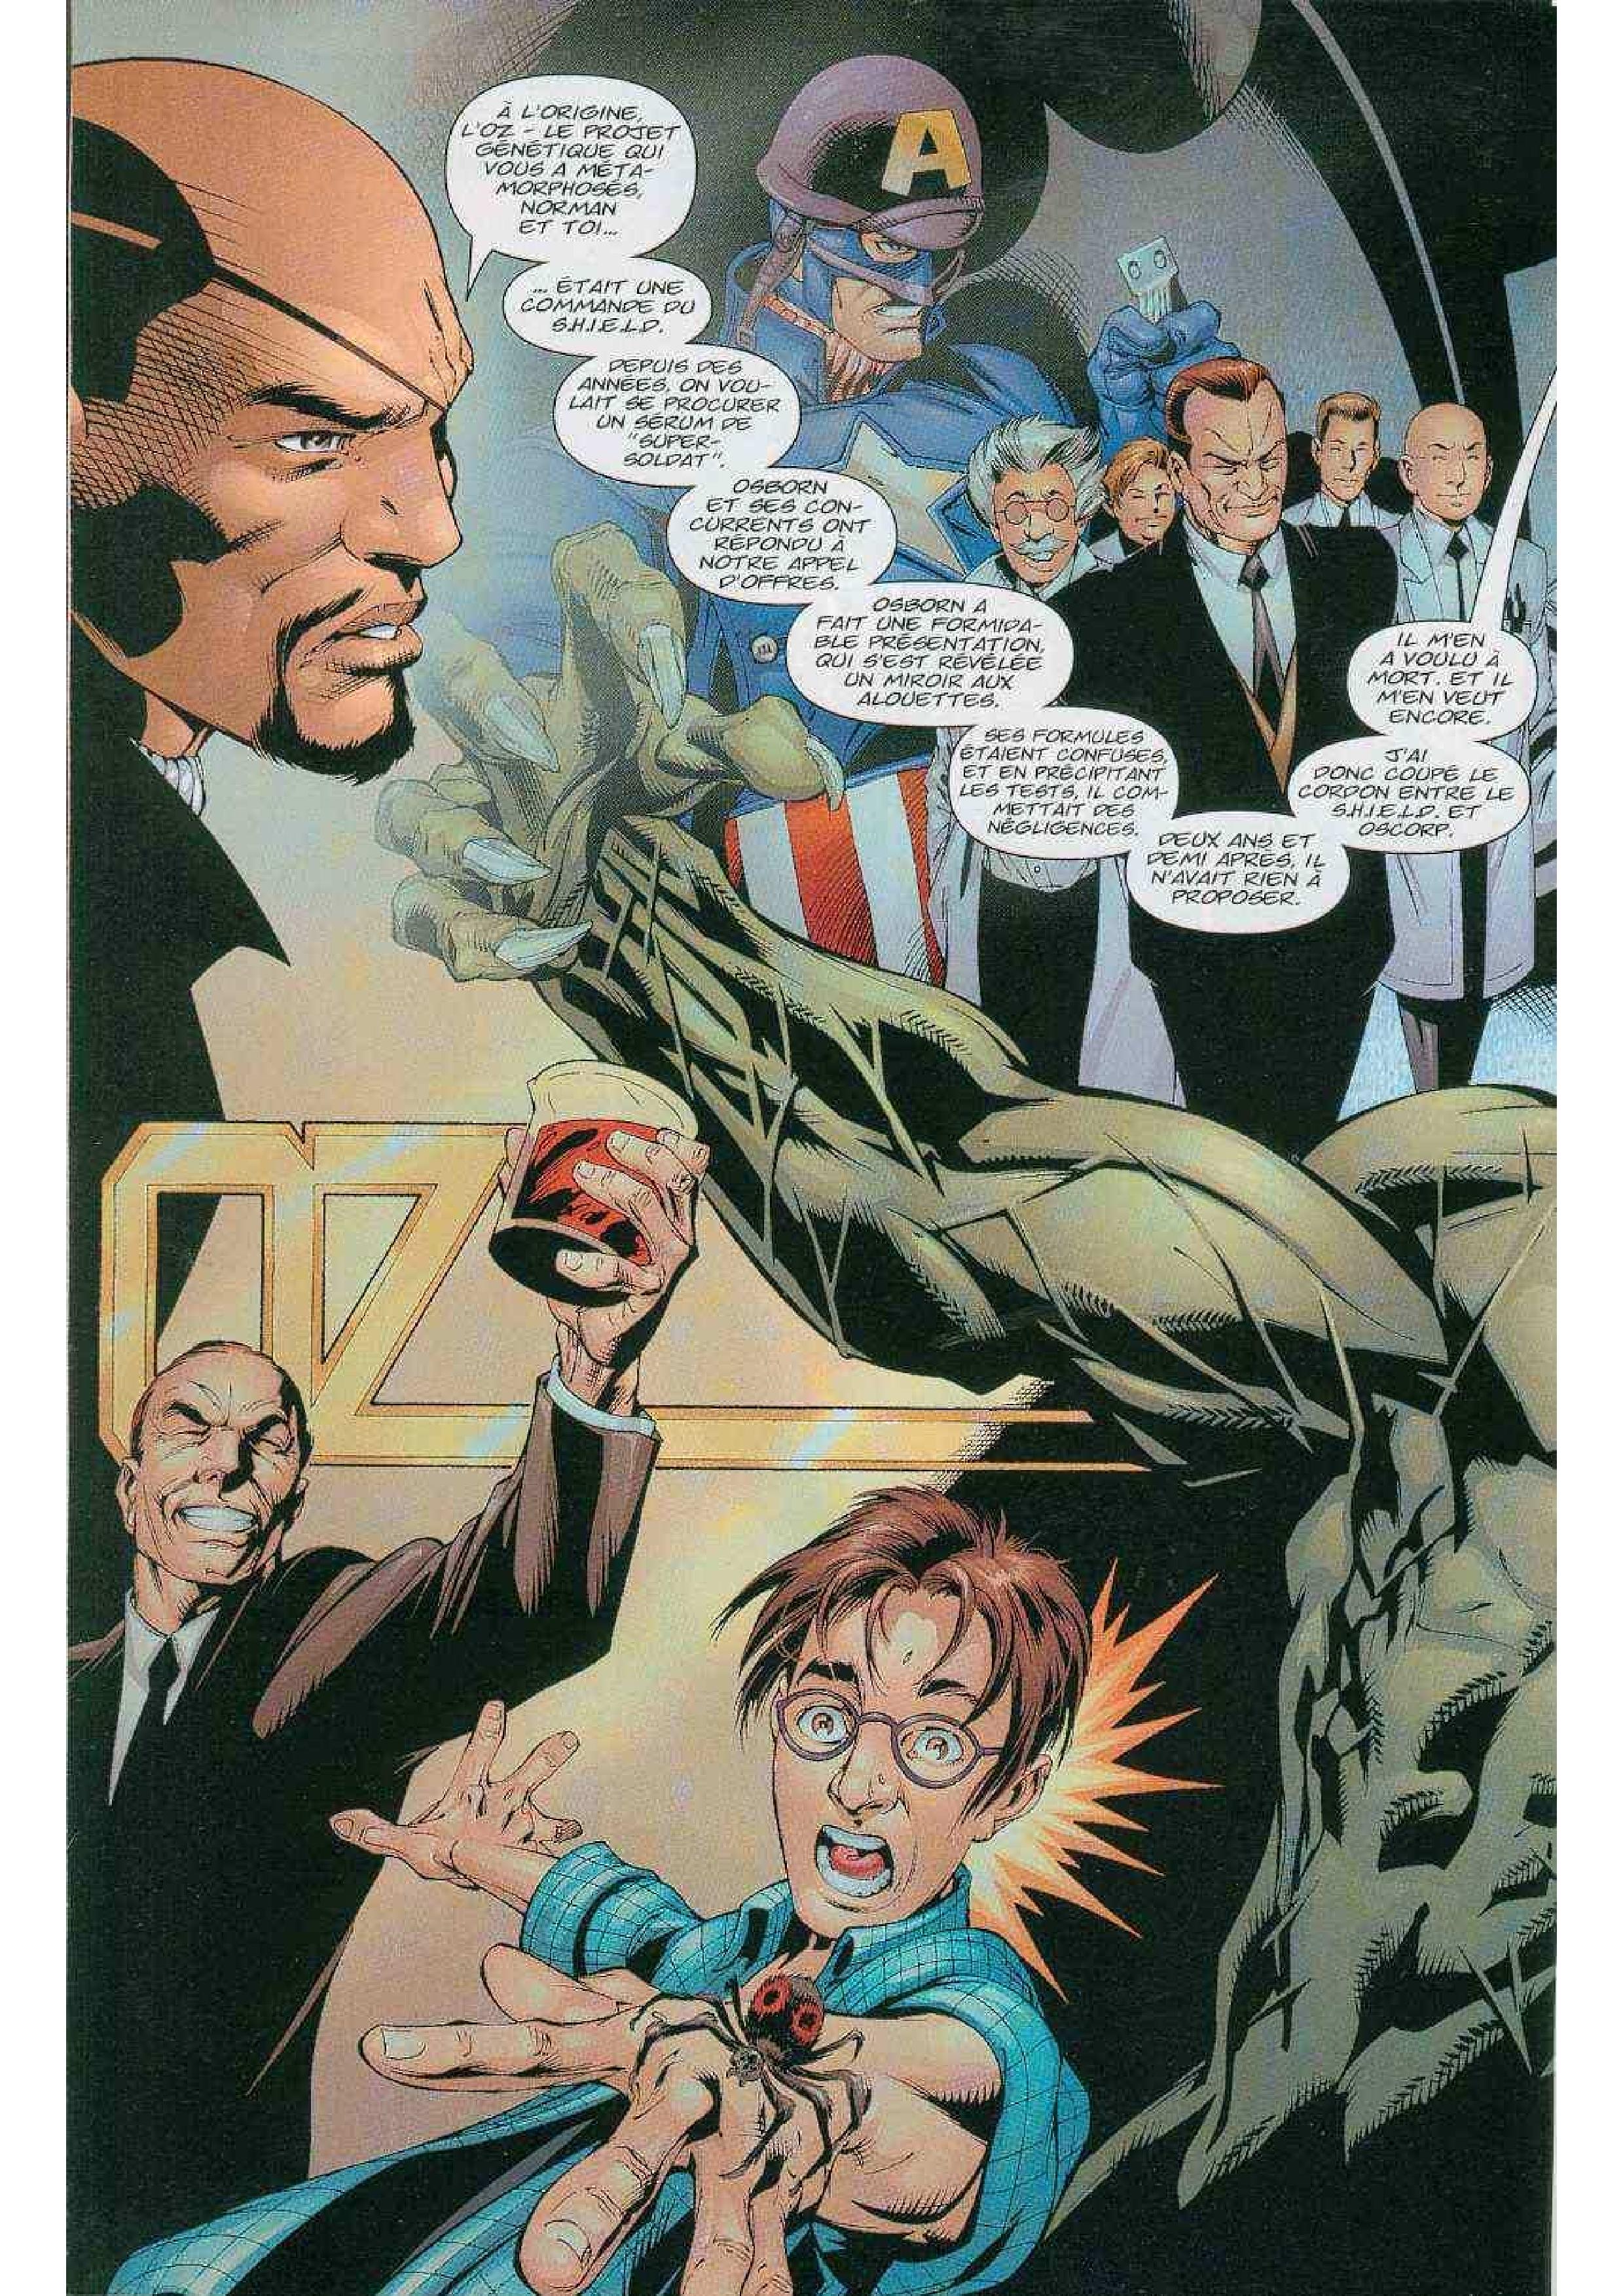 À L'ORIGINE,
L'OZ - LE PROJET
GÉNÉTIQUE QUI
VOUS A MÉTA-
MORPHOSÉS,
NORMAN
ET TOI...
... ÉTAIT UNE
COMMANDE DU
S.H.I.E.L.D.
DEPUIS DES
ANNÉES, ON VOU-
LAIT SE PROCURER
UN SÉRUM DE
"SUPER-
SOLDAT".
OSBORN
ET SES CON-
CURRENTS ONT
RÉPONDU À
NOTRE APPEL
D'OFFRES.
OSBORN A
FAIT UNE FORMIDA-
BLE PRÉSENTATION,
QUI S'EST RÉVÉLÉE
UN MIROIR AUX
ALOUETTES.
SES FORMULES
ÉTAIENT CONFUSES,
ET EN PRÉCIPITANT
LES TESTS, IL COM-
METTAIT DES
NÉGLIGENCES.
DEUX ANS ET
DEMI APRÈS, IL
N'AVAIT RIEN À
PROPOSER.
J'AI
DONC COUPÉ LE
CORDON ENTRE LE
S.H.I.E.L.D. ET
OSCORP.
IL M'EN
A VOULU À
MORT. ET IL
M'EN VEUT
ENCORE.
A
OZ